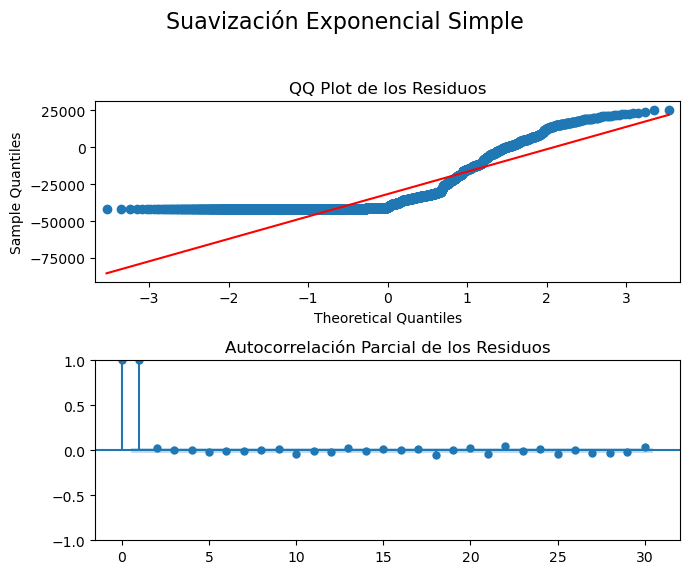 Suavización Exponencial Simple
QQ Plot de los Residuos
25000
0
−25000
−50000
−75000
Sample Quantiles
−3 −2 −1 0 1 2 3
Theoretical Quantiles
Autocorrelación Parcial de los Residuos
1.0
0.5
0.0
−0.5
−1.0
0 5 10 15 20 25 30